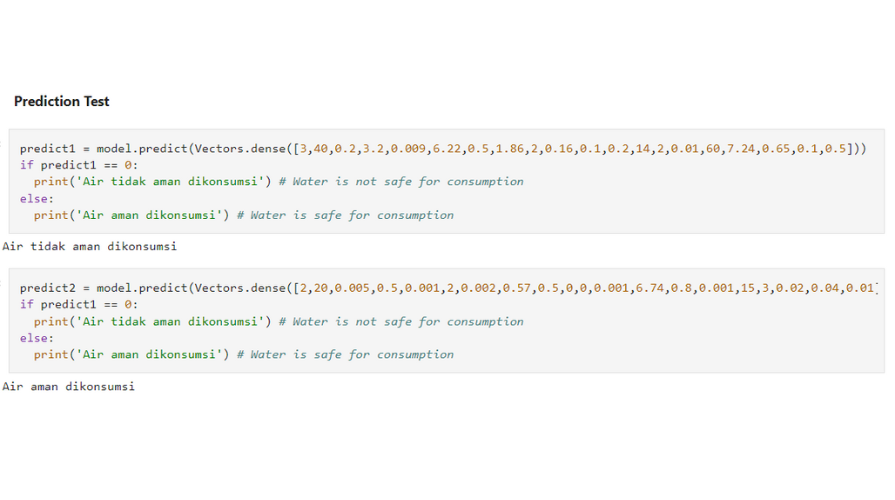 Prediction Test
predict1 = model.predict(Vectors.dense([3,40,0.2,3.2,0.009,6.22,0.5,1.86,2,0.16,0.1,0.2,14,2,0.01,60,7.24,0.65,0.1,0.5]))
if predict1 == 0:
  print('Air tidak aman dikonsumsi') # Water is not safe for consumption
else:
  print('Air aman dikonsumsi') # Water is safe for consumption
Air tidak aman dikonsumsi
predict2 = model.predict(Vectors.dense([2,20,0.005,0.5,0.001,2,0.002,0.57,0.5,0,0,0.001,6.74,0.8,0.001,15,3,0.02,0.04,0.01]
if predict1 == 0:
  print('Air tidak aman dikonsumsi') # Water is not safe for consumption
else:
  print('Air aman dikonsumsi') # Water is safe for consumption
Air aman dikonsumsi